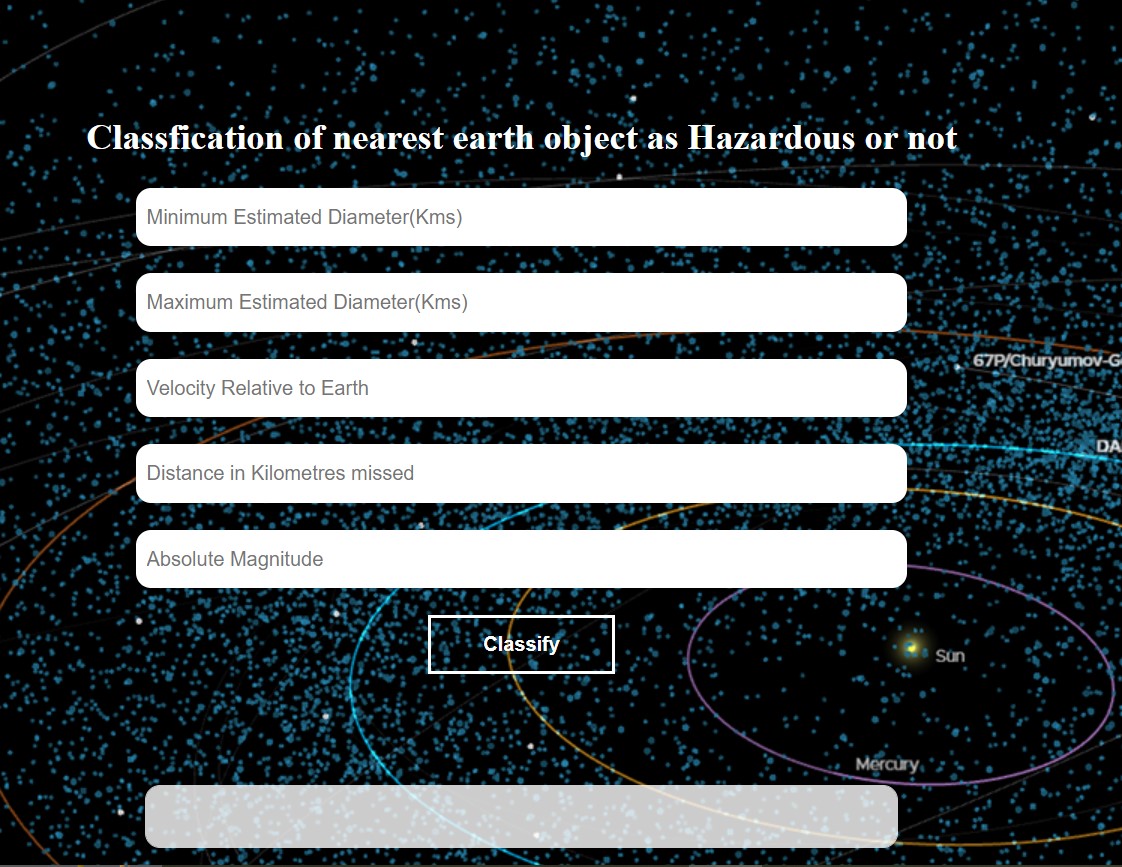 Classfication of nearest earth object as Hazardous or not
Minimum Estimated Diameter(Kms)
Maximum Estimated Diameter(Kms)
67P/Churyumov-G
Velocity Relative to Earth
DA
Distance in Kilometres missed
Absolute Magnitude
Classify
Sun
Mercury